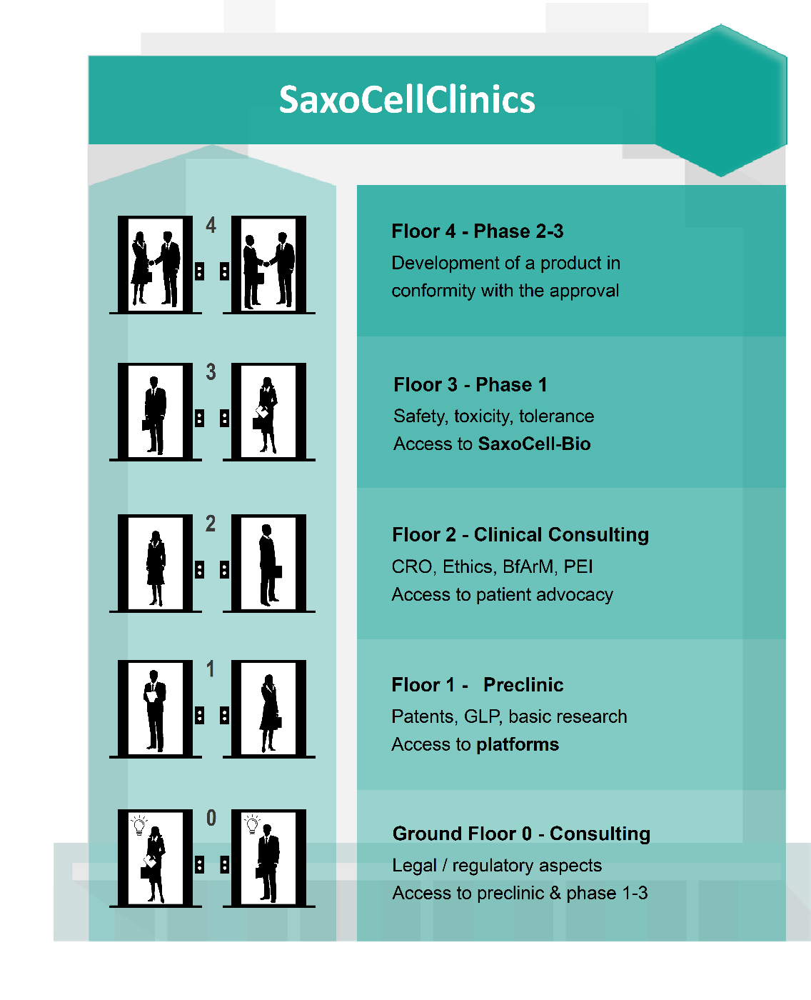 SaxoCellClinics
4
Floor 4 - Phase 2-3
Development of a product in
conformity with the approval
3
Floor 3 - Phase 1
Safety, toxicity, tolerance
Access to SaxoCell-Bio
2
Floor 2 - Clinical Consulting
CRO, Ethics, BfArM, PEI
Access to patient advocacy
1
Floor 1 - Preclinic
Patents, GLP, basic research
Access to platforms
0
Ground Floor 0 - Consulting
Legal / regulatory aspects
Access to preclinic & phase 1-3